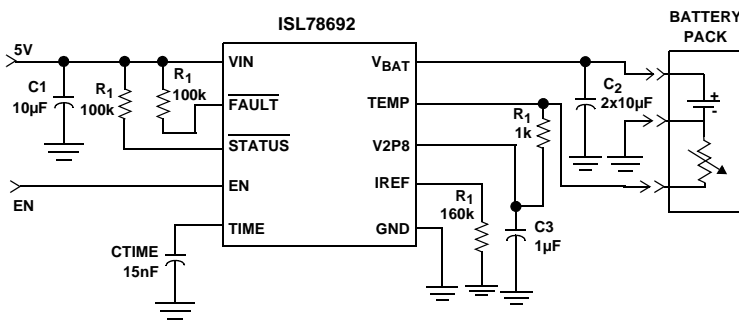 ISL78692
BATTERY
PACK
5V
C1
10µF
R1
100k
R1
100k
VIN
FAULT
STATUS
EN
TIME
VBAT
TEMP
V2P8
IREF
GND
EN
CTIME
15nF
R1
1k
C2
2x10µF
+
-
R1
160k
C3
1µF